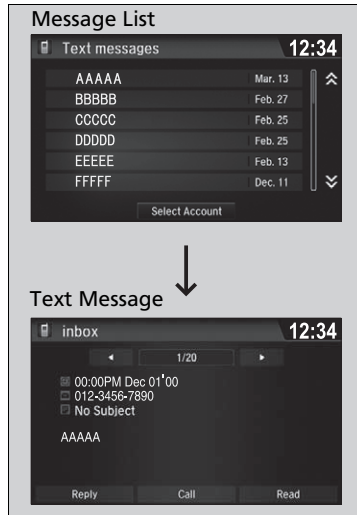 Message List
Text messages 12:34
AAAAA Mar. 13
BBBBB Feb. 27
CCCCC Feb. 25
DDDDD Feb. 25
EEEEE Feb. 13
FFFFF Dec. 11
Select Account
Text Message
inbox 12:34
1/20
00:00PM Dec 01'00
012-3456-7890
No Subject
AAAAA
Reply Call Read